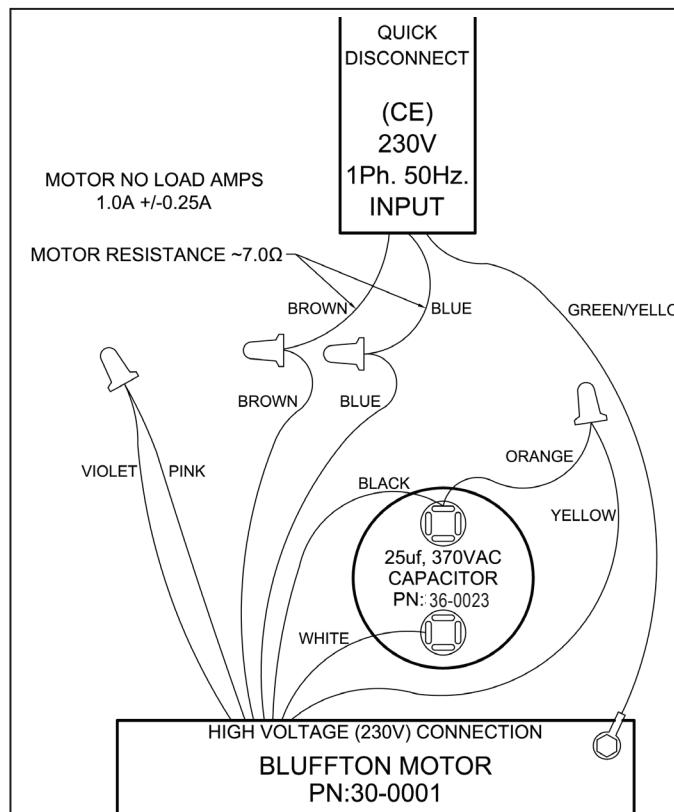 QUICK
DISCONNECT
(CE)
230V
1Ph. 50Hz.
INPUT
MOTOR NO LOAD AMPS
1.0A +/-0.25A
MOTOR RESISTANCE ~7.0Ω
BROWN
BLUE
GREEN/YELLO
BROWN
BLUE
VIOLET
PINK
BLACK
ORANGE
YELLOW
25uf, 370VAC
CAPACITOR
PN: 36-0023
WHITE
HIGH VOLTAGE (230V) CONNECTION
BLUFFTON MOTOR
PN:30-0001